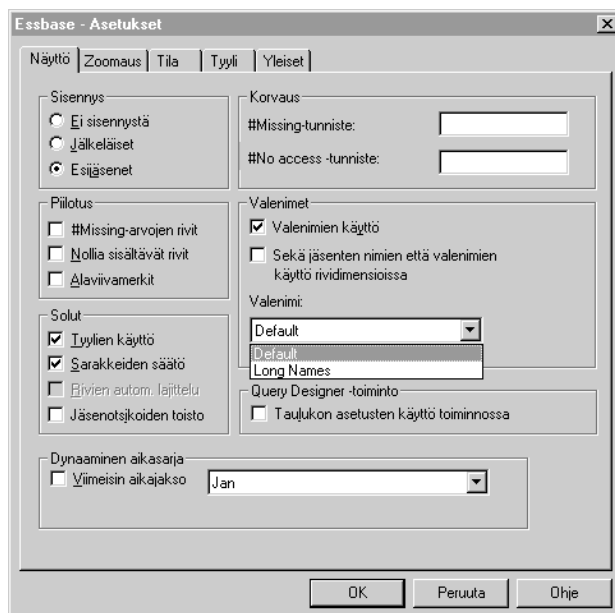 Essbase - Asetukset
Näyttö
Zoomaus
Tila
Tyyli
Yleiset
Sisennys
Ei sisennystä
Jälkeläiset
Esijäsenet
Korvaus
#Missing-tunniste:
#No access -tunniste:
Piilotus
#Missing-arvojen rivit
Nollia sisältävät rivit
Alaviivamerkit
Valenimet
Valenimien käyttö
Sekä jäsenten nimien että valenimien
käyttö rividimensioissa
Valenimi:
Default
Default
Long Names
Solut
Tyylien käyttö
Sarakkeiden säätö
Rivien autom. lajittelu
Jäsenotsjkoiden toisto
Query Designer -toiminto
Taulukon asetusten käyttö toiminnossa
Dynaaminen aikasarja
Viimeisin aikajakso
Jan
OK
Peruuta
Ohje